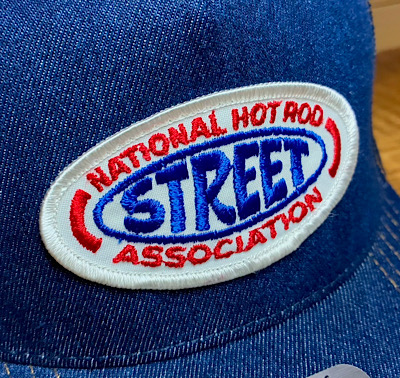 NATIONAL HOT ROD
STREET
ASSOCIATION